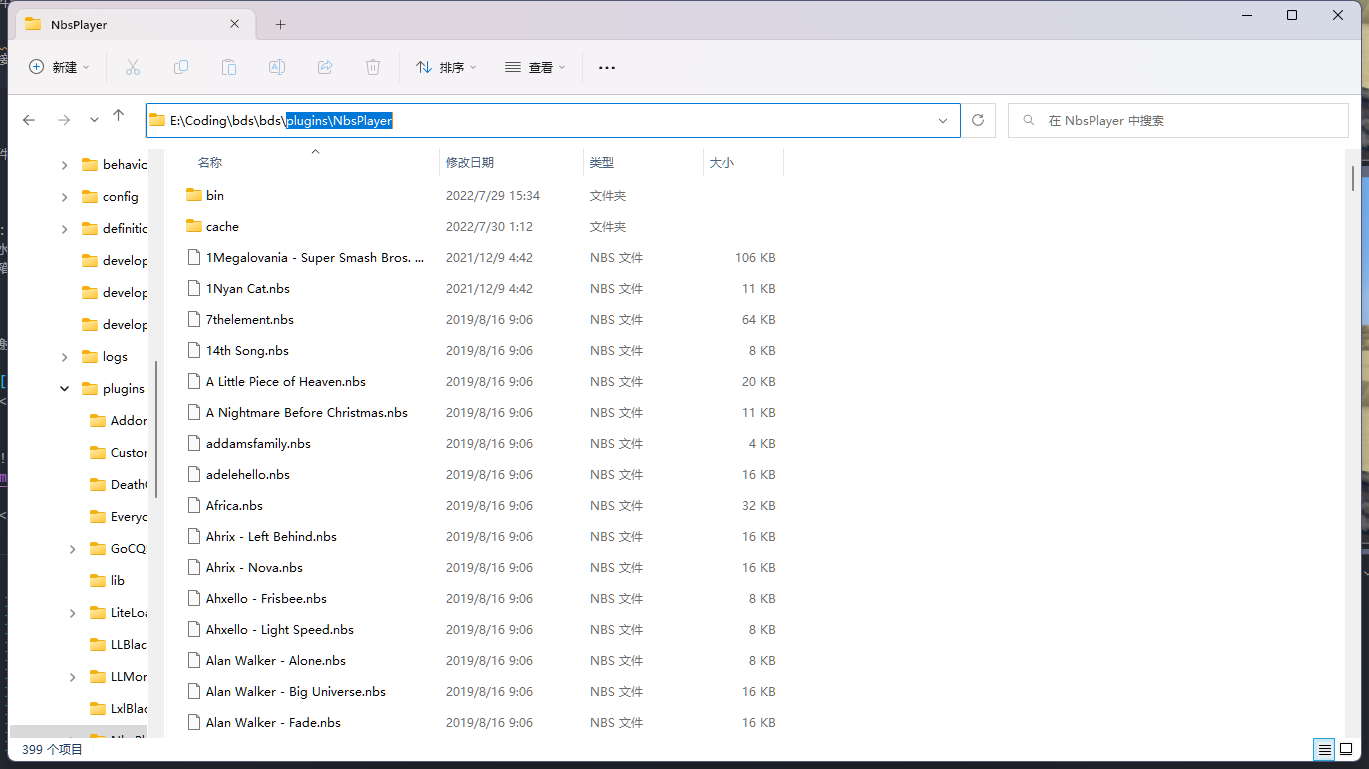 NbsPlayer
新建
排序
查看
E:\Coding\bds\bds\plugins\NbsPlayer
在 NbsPlayer 中搜索
behavio
config
definitio
develop
develop
develop
logs
plugins
Addor
Custor
Death
Everyc
GoCQ
lib
LiteLoa
LLBlac
LLMor
LxlBlac
名称 修改日期 类型 大小
bin 2022/7/29 15:34 文件夹
cache 2022/7/30 1:12 文件夹
1Megalovania - Super Smash Bros. ... 2021/12/9 4:42 NBS 文件 106 KB
1Nyan Cat.nbs 2021/12/9 4:42 NBS 文件 11 KB
7thelement.nbs 2019/8/16 9:06 NBS 文件 64 KB
14th Song.nbs 2019/8/16 9:06 NBS 文件 8 KB
A Little Piece of Heaven.nbs 2019/8/16 9:06 NBS 文件 20 KB
A Nightmare Before Christmas.nbs 2019/8/16 9:06 NBS 文件 11 KB
addamsfamily.nbs 2019/8/16 9:06 NBS 文件 4 KB
adelehello.nbs 2019/8/16 9:06 NBS 文件 16 KB
Africa.nbs 2019/8/16 9:06 NBS 文件 32 KB
Ahrix - Left Behind.nbs 2019/8/16 9:06 NBS 文件 16 KB
Ahrix - Nova.nbs 2019/8/16 9:06 NBS 文件 16 KB
Ahxello - Frisbee.nbs 2019/8/16 9:06 NBS 文件 8 KB
Ahxello - Light Speed.nbs 2019/8/16 9:06 NBS 文件 8 KB
Alan Walker - Alone.nbs 2019/8/16 9:06 NBS 文件 8 KB
Alan Walker - Big Universe.nbs 2019/8/16 9:06 NBS 文件 16 KB
Alan Walker - Fade.nbs 2019/8/16 9:06 NBS 文件 16 KB
399 个项目